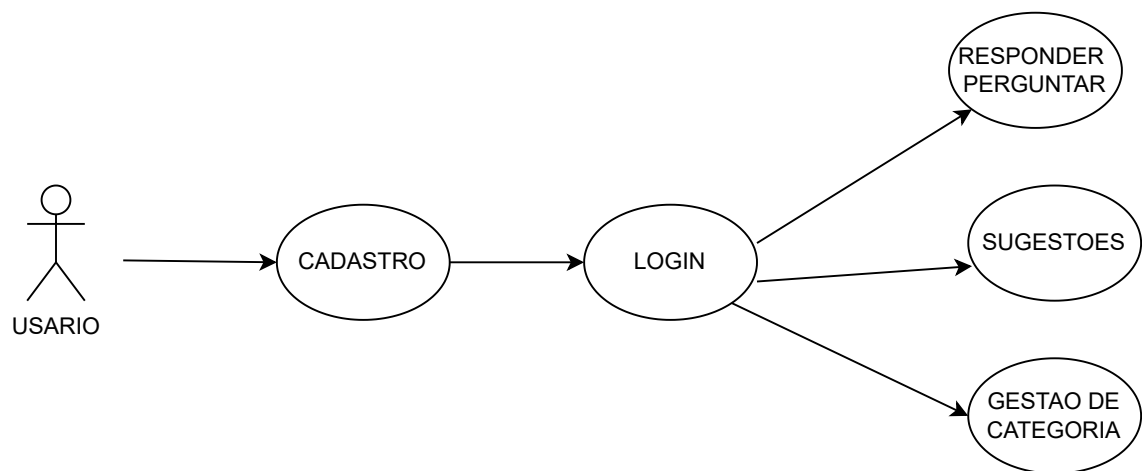 RESPONDER
PERGUNTAR
CADASTRO
LOGIN
SUGESTOES
USARIO
GESTAO DE
CATEGORIA